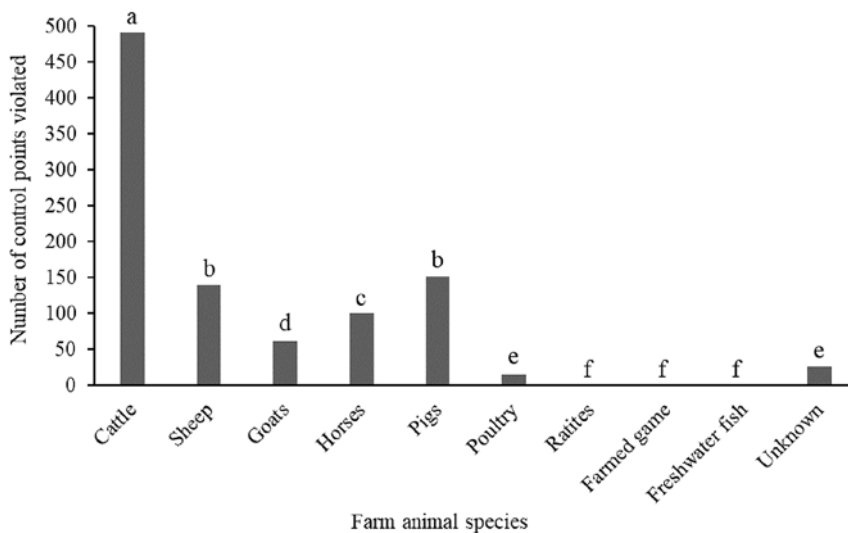 Number of control points violated
500
450
400
350
300
250
200
150
100
50
0
a
b
d
c
b
e
f
f
f
e
Cattle
Sheep
Goats
Horses
Pigs
Poultry
Ratites
Farmed game
Freshwater fish
Unknown
Farm animal species